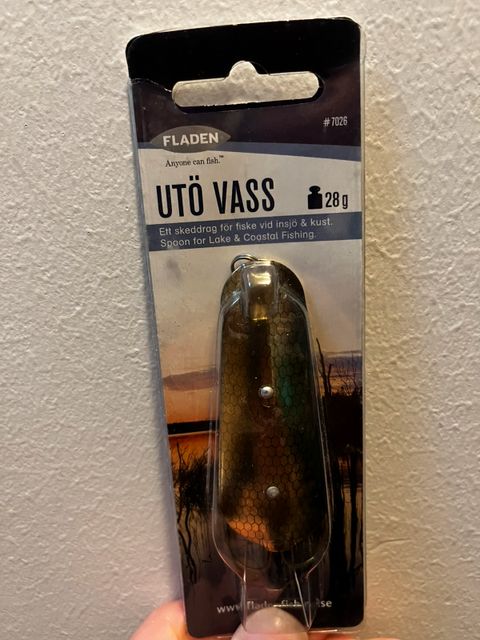 #7026
FLADEN
Anyone can fish.™
UTÖ VASS
28 g
Ett skeddrag för fiske vid insjö & kust.
Spoon for Lake & Coastal Fishing.